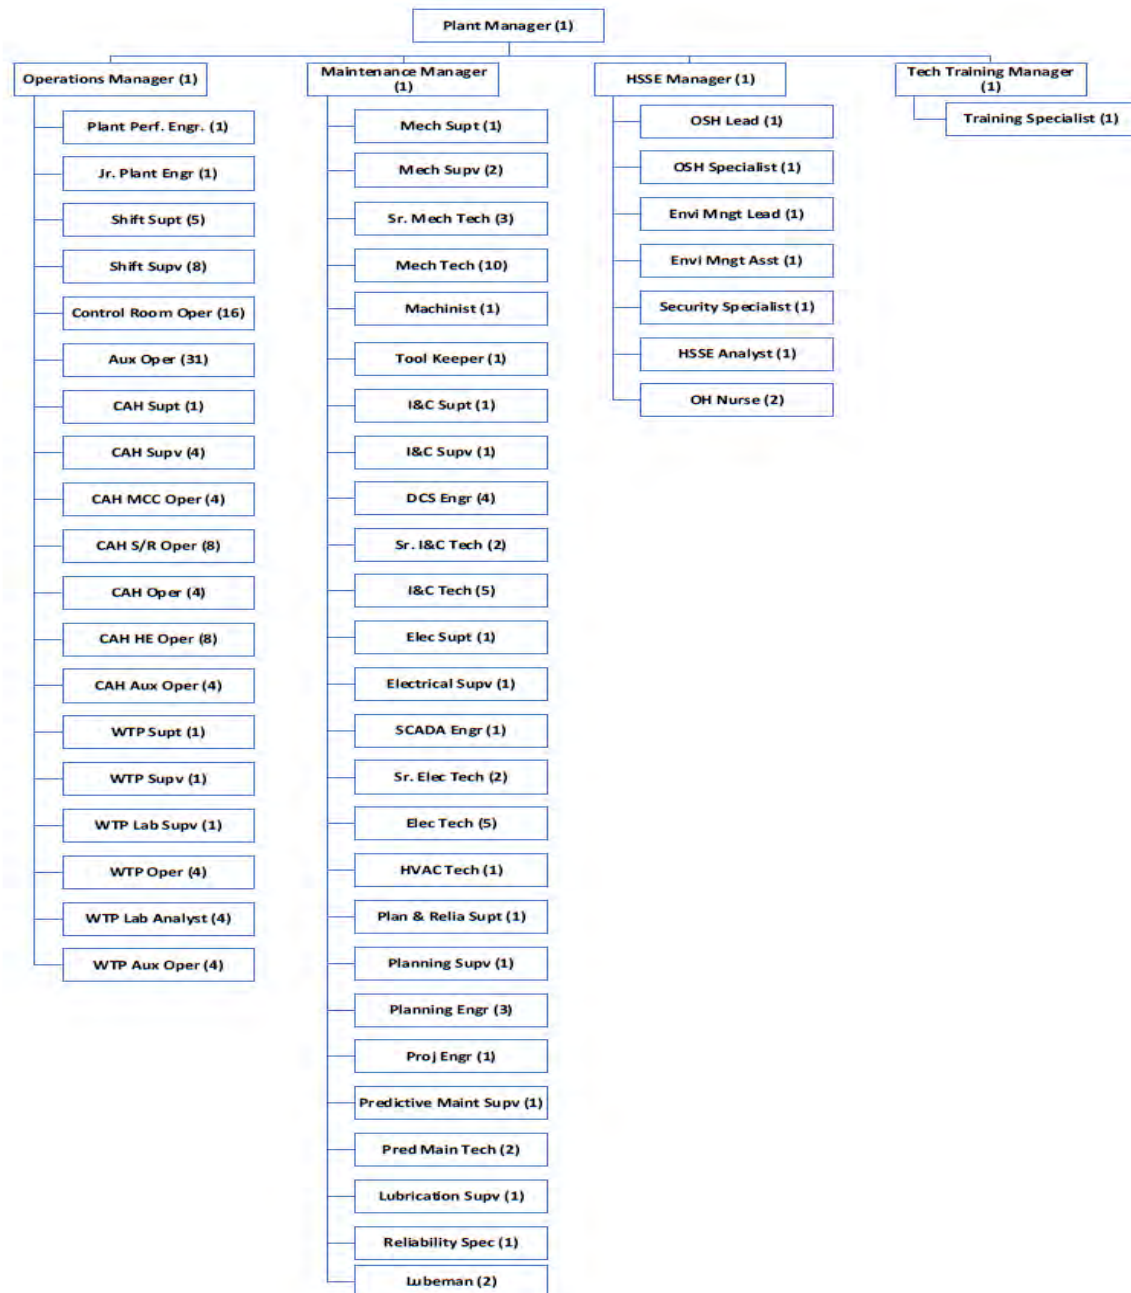 Plant Manager (1)
Operations Manager (1)
Plant Perf. Engr. (1)
Jr. Plant Engr (1)
Shift Supt (5)
Shift Supv (8)
Control Room Oper (16)
Aux Oper (31)
CAH Supt (1)
CAH Supv (4)
CAH MCC Oper (4)
CAH S/R Oper (8)
CAH Oper (4)
CAH HE Oper (8)
CAH Aux Oper (4)
WTP Supt (1)
WTP Supv (1)
WTP Lab Supv (1)
WTP Oper (4)
WTP Lab Analyst (4)
WTP Aux Oper (4)
Maintenance Manager
(1)
Mech Supt (1)
Mech Supv (2)
Sr. Mech Tech (3)
Mech Tech (10)
Machinist (1)
Tool Keeper (1)
I&C Supt (1)
I&C Supv (1)
DCS Engr (4)
Sr. I&C Tech (2)
I&C Tech (5)
Elec Supt (1)
Electrical Supv (1)
SCADA Engr (1)
Sr. Elec Tech (2)
Elec Tech (5)
HVAC Tech (1)
Plan & Relia Supt (1)
Planning Supv (1)
Planning Engr (3)
Proj Engr (1)
Predictive Maint Supv (1)
Pred Main Tech (2)
Lubrication Supv (1)
Reliability Spec (1)
Lubeman (2)
HSSE Manager (1)
OSH Lead (1)
OSH Specialist (1)
Envi Mngt Lead (1)
Envi Mngt Asst (1)
Security Specialist (1)
HSSE Analyst (1)
OH Nurse (2)
Tech Training Manager
(1)
Training Specialist (1)